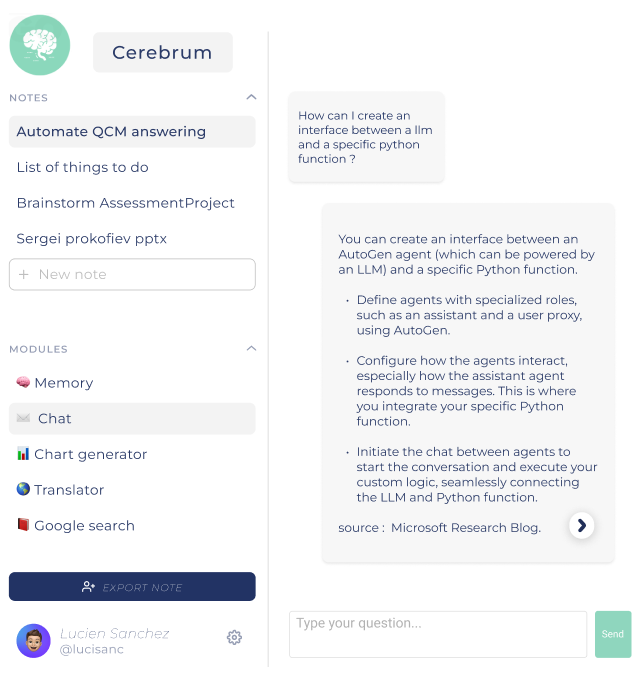 Cerebrum
NOTES
Automate QCM answering
List of things to do
Brainstorm AssessmentProject
Sergei prokofiev pptx
+ New note
MODULES
Memory
Chat
Chart generator
Translator
Google search
EXPORT NOTE
Lucien Sanchez
@lucisanc
How can I create an
interface between a llm
and a specific python
function ?
You can create an interface between an
AutoGen agent (which can be powered by
an LLM) and a specific Python function.
• Define agents with specialized roles,
such as an assistant and a user proxy,
using AutoGen.
• Configure how the agents interact,
especially how the assistant agent
responds to messages. This is where
you integrate your specific Python
function.
• Initiate the chat between agents to
start the conversation and execute your
custom logic, seamlessly connecting
the LLM and Python function.
source : Microsoft Research Blog.
Type your question...
Send